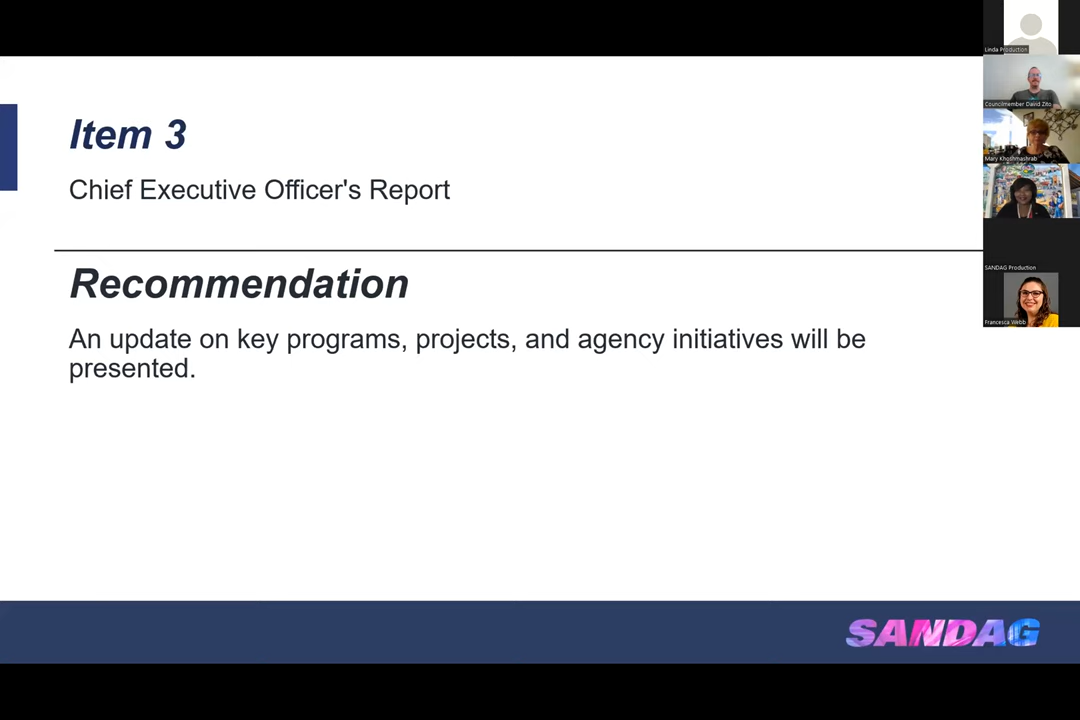 Item 3
Chief Executive Officer's Report
Recommendation
An update on key programs, projects, and agency initiatives will be
presented.
SANDAG
Linda Production
Councilmember David Zito
Mary Khoshmashrab
SANDAG Production
Francesca Webb